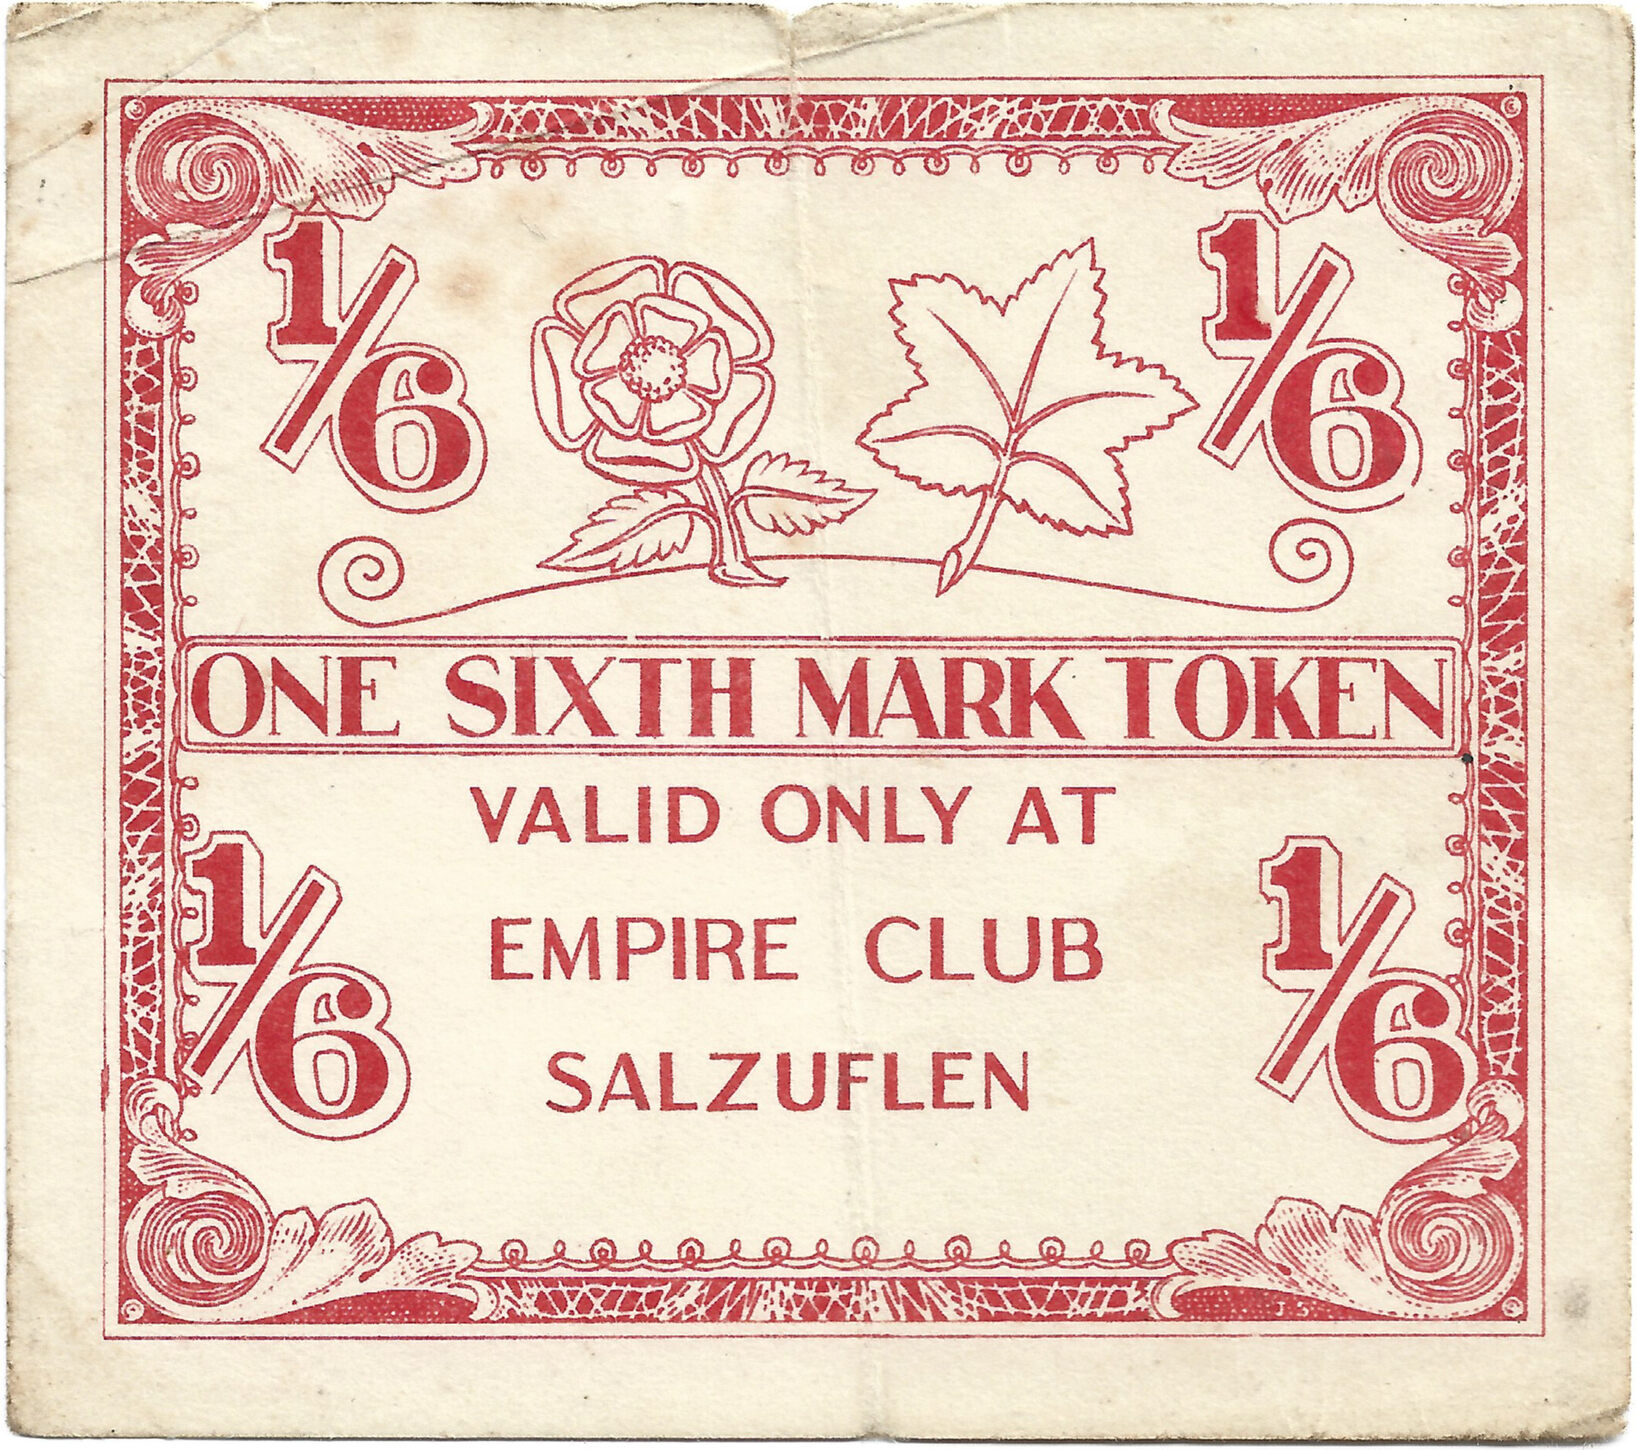 1/6 1/6
ONE SIXTH MARK TOKEN
VALID ONLY AT
1/6 1/6
EMPIRE CLUB
SALZUFLEN
J S